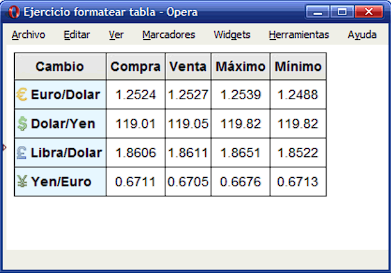 Ejercicio formatear tabla - Opera
Archivo Editar Ver Marcadores Widgets Herramientas Ayuda
Cambio Compra Venta Máximo Mínimo
€ Euro/Dolar 1.2524 1.2527 1.2539 1.2488
$ Dolar/Yen 119.01 119.05 119.82 119.82
£ Libra/Dolar 1.8606 1.8611 1.8651 1.8522
¥ Yen/Euro 0.6711 0.6705 0.6676 0.6713